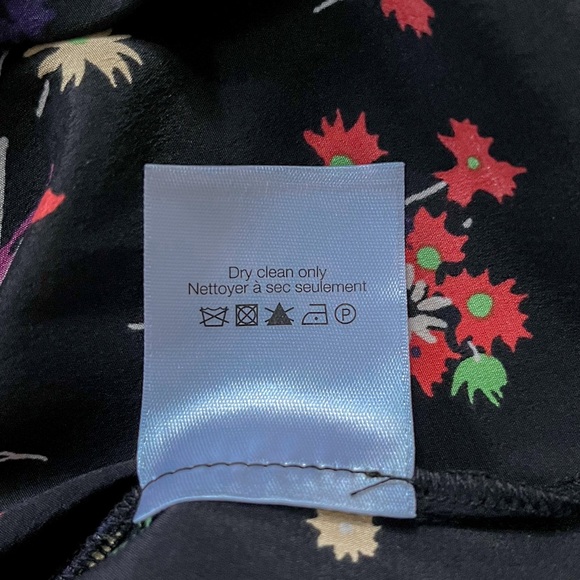 Dry clean only
Nettoyer à sec seulement
P